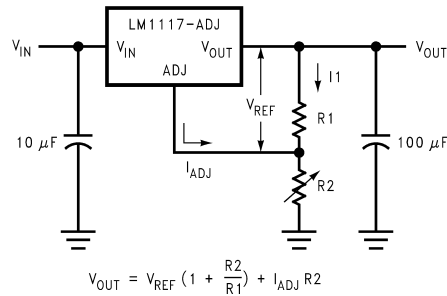 LM1117-ADJ
V_IN
V_IN
V_OUT
V_OUT
ADJ
I1
V_REF
R1
10 μF
100 μF
I_ADJ
R2
V_OUT = V_REF (1 + R2/R1) + I_ADJ R2